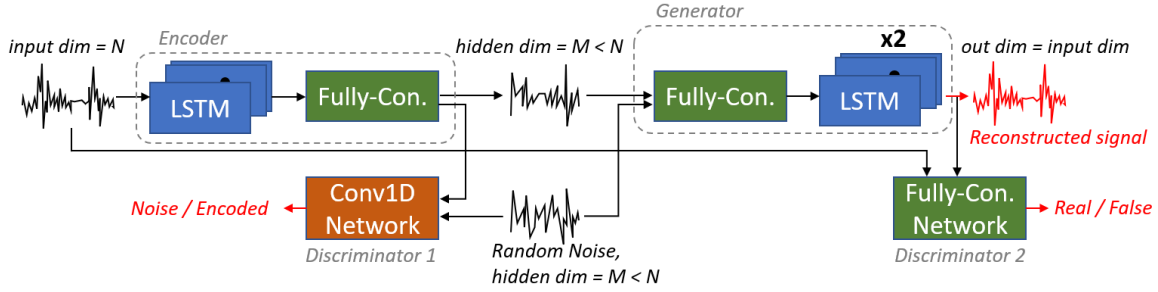 Encoder
Generator
input dim = N
hidden dim = M < N
x2
out dim = input dim
LSTM
Fully-Con.
Fully-Con.
LSTM
Reconstructed signal
Noise / Encoded
Conv1D
Network
Discriminator 1
Random Noise,
hidden dim = M < N
Fully-Con.
Network
Discriminator 2
Real / False